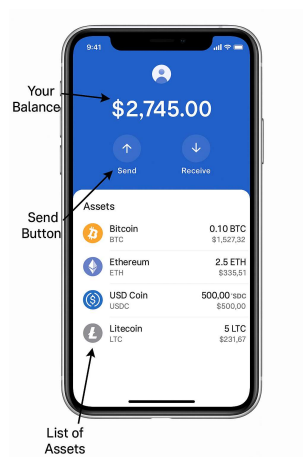 9:41
Your
Balance
$2,745.00
Send
Receive
Send
Button
Assets
Bitcoin
0.10 BTC
BTC
$1,527,32
Ethereum
2.5 ETH
ETH
$335,51
USD Coin
500,00 USDC
USDC
$500,00
Litecoin
5 LTC
LTC
$231,67
List of
Assets